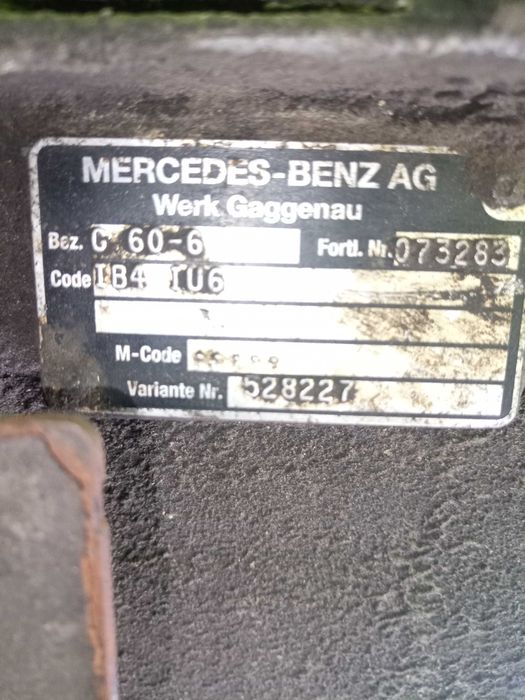 MERCEDES-BENZ AG
Werk Gaggenau
Bez. G 60-6 Fortl. Nr. 073283
Code IB4 IU6
M-Code
Variante Nr. 528227